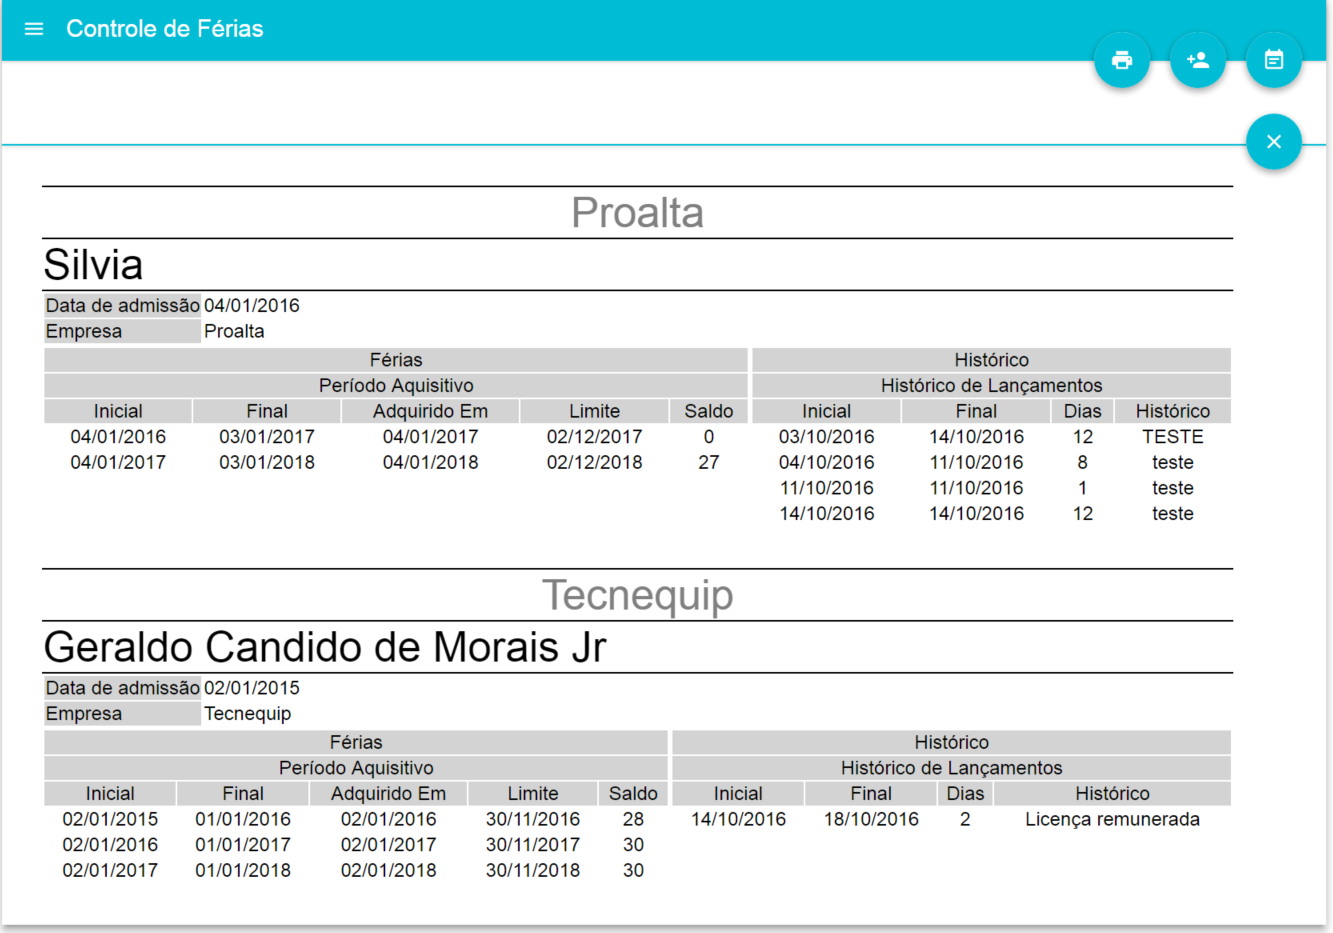 Controle de Férias
Proalta
Silvia
Data de admissão 04/01/2016
Empresa Proalta
Férias Histórico
Período Aquisitivo Histórico de Lançamentos
Inicial Final Adquirido Em Limite Saldo Inicial Final Dias Histórico
04/01/2016 03/01/2017 04/01/2017 02/12/2017 0 03/10/2016 14/10/2016 12 TESTE
04/01/2017 03/01/2018 04/01/2018 02/12/2018 27 04/10/2016 11/10/2016 8 teste
11/10/2016 11/10/2016 1 teste
14/10/2016 14/10/2016 12 teste
Tecnequip
Geraldo Candido de Morais Jr
Data de admissão 02/01/2015
Empresa Tecnequip
Férias Histórico
Período Aquisitivo Histórico de Lançamentos
Inicial Final Adquirido Em Limite Saldo Inicial Final Dias Histórico
02/01/2015 01/01/2016 02/01/2016 30/11/2016 28 14/10/2016 18/10/2016 2 Licença remunerada
02/01/2016 01/01/2017 02/01/2017 30/11/2017 30
02/01/2017 01/01/2018 02/01/2018 30/11/2018 30